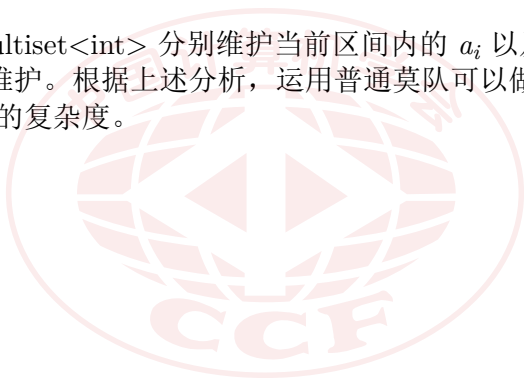 ultiset<int> 分别维护当前区间内的 a_i 以
维护。根据上述分析，运用普通莫队可以做
的复杂度。
CCF